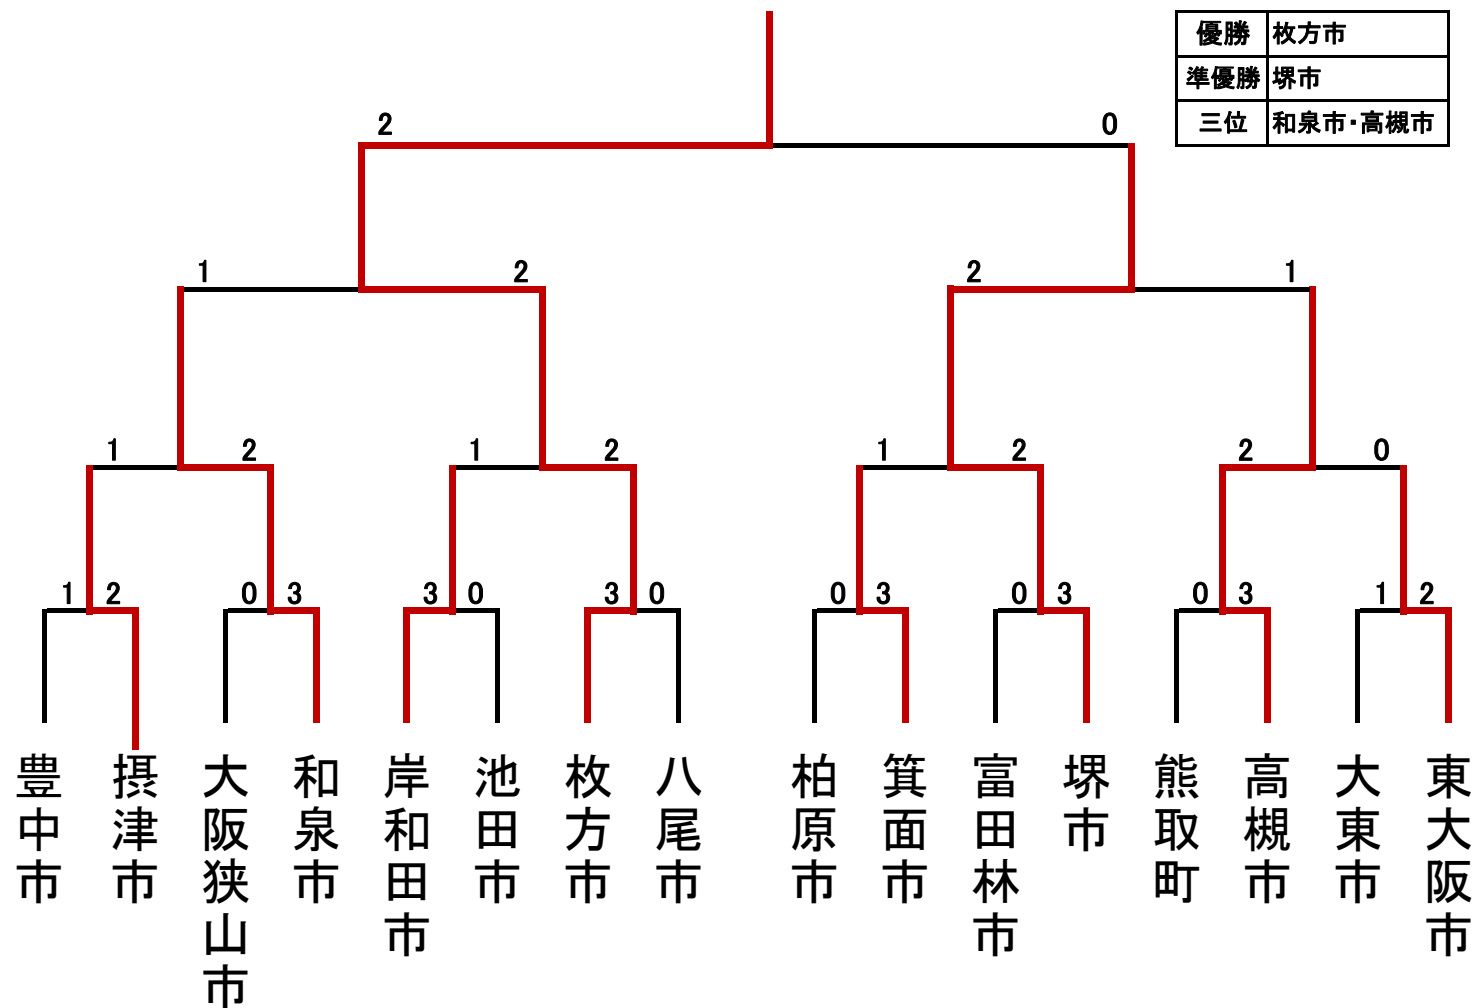 優勝 枚方市
準優勝 堺市
三位 和泉市・高槻市
2 0
1 2 2 1
1 2 1 2 1 2 2 0
1 2 0 3 3 0 3 0 0 3 0 3 0 3 1 2
豊中市
摂津市
大阪狭山市
和泉市
岸和田市
池田市
枚方市
八尾市
柏原市
箕面市
富田林市
堺市
熊取町
高槻市
大東市
東大阪市